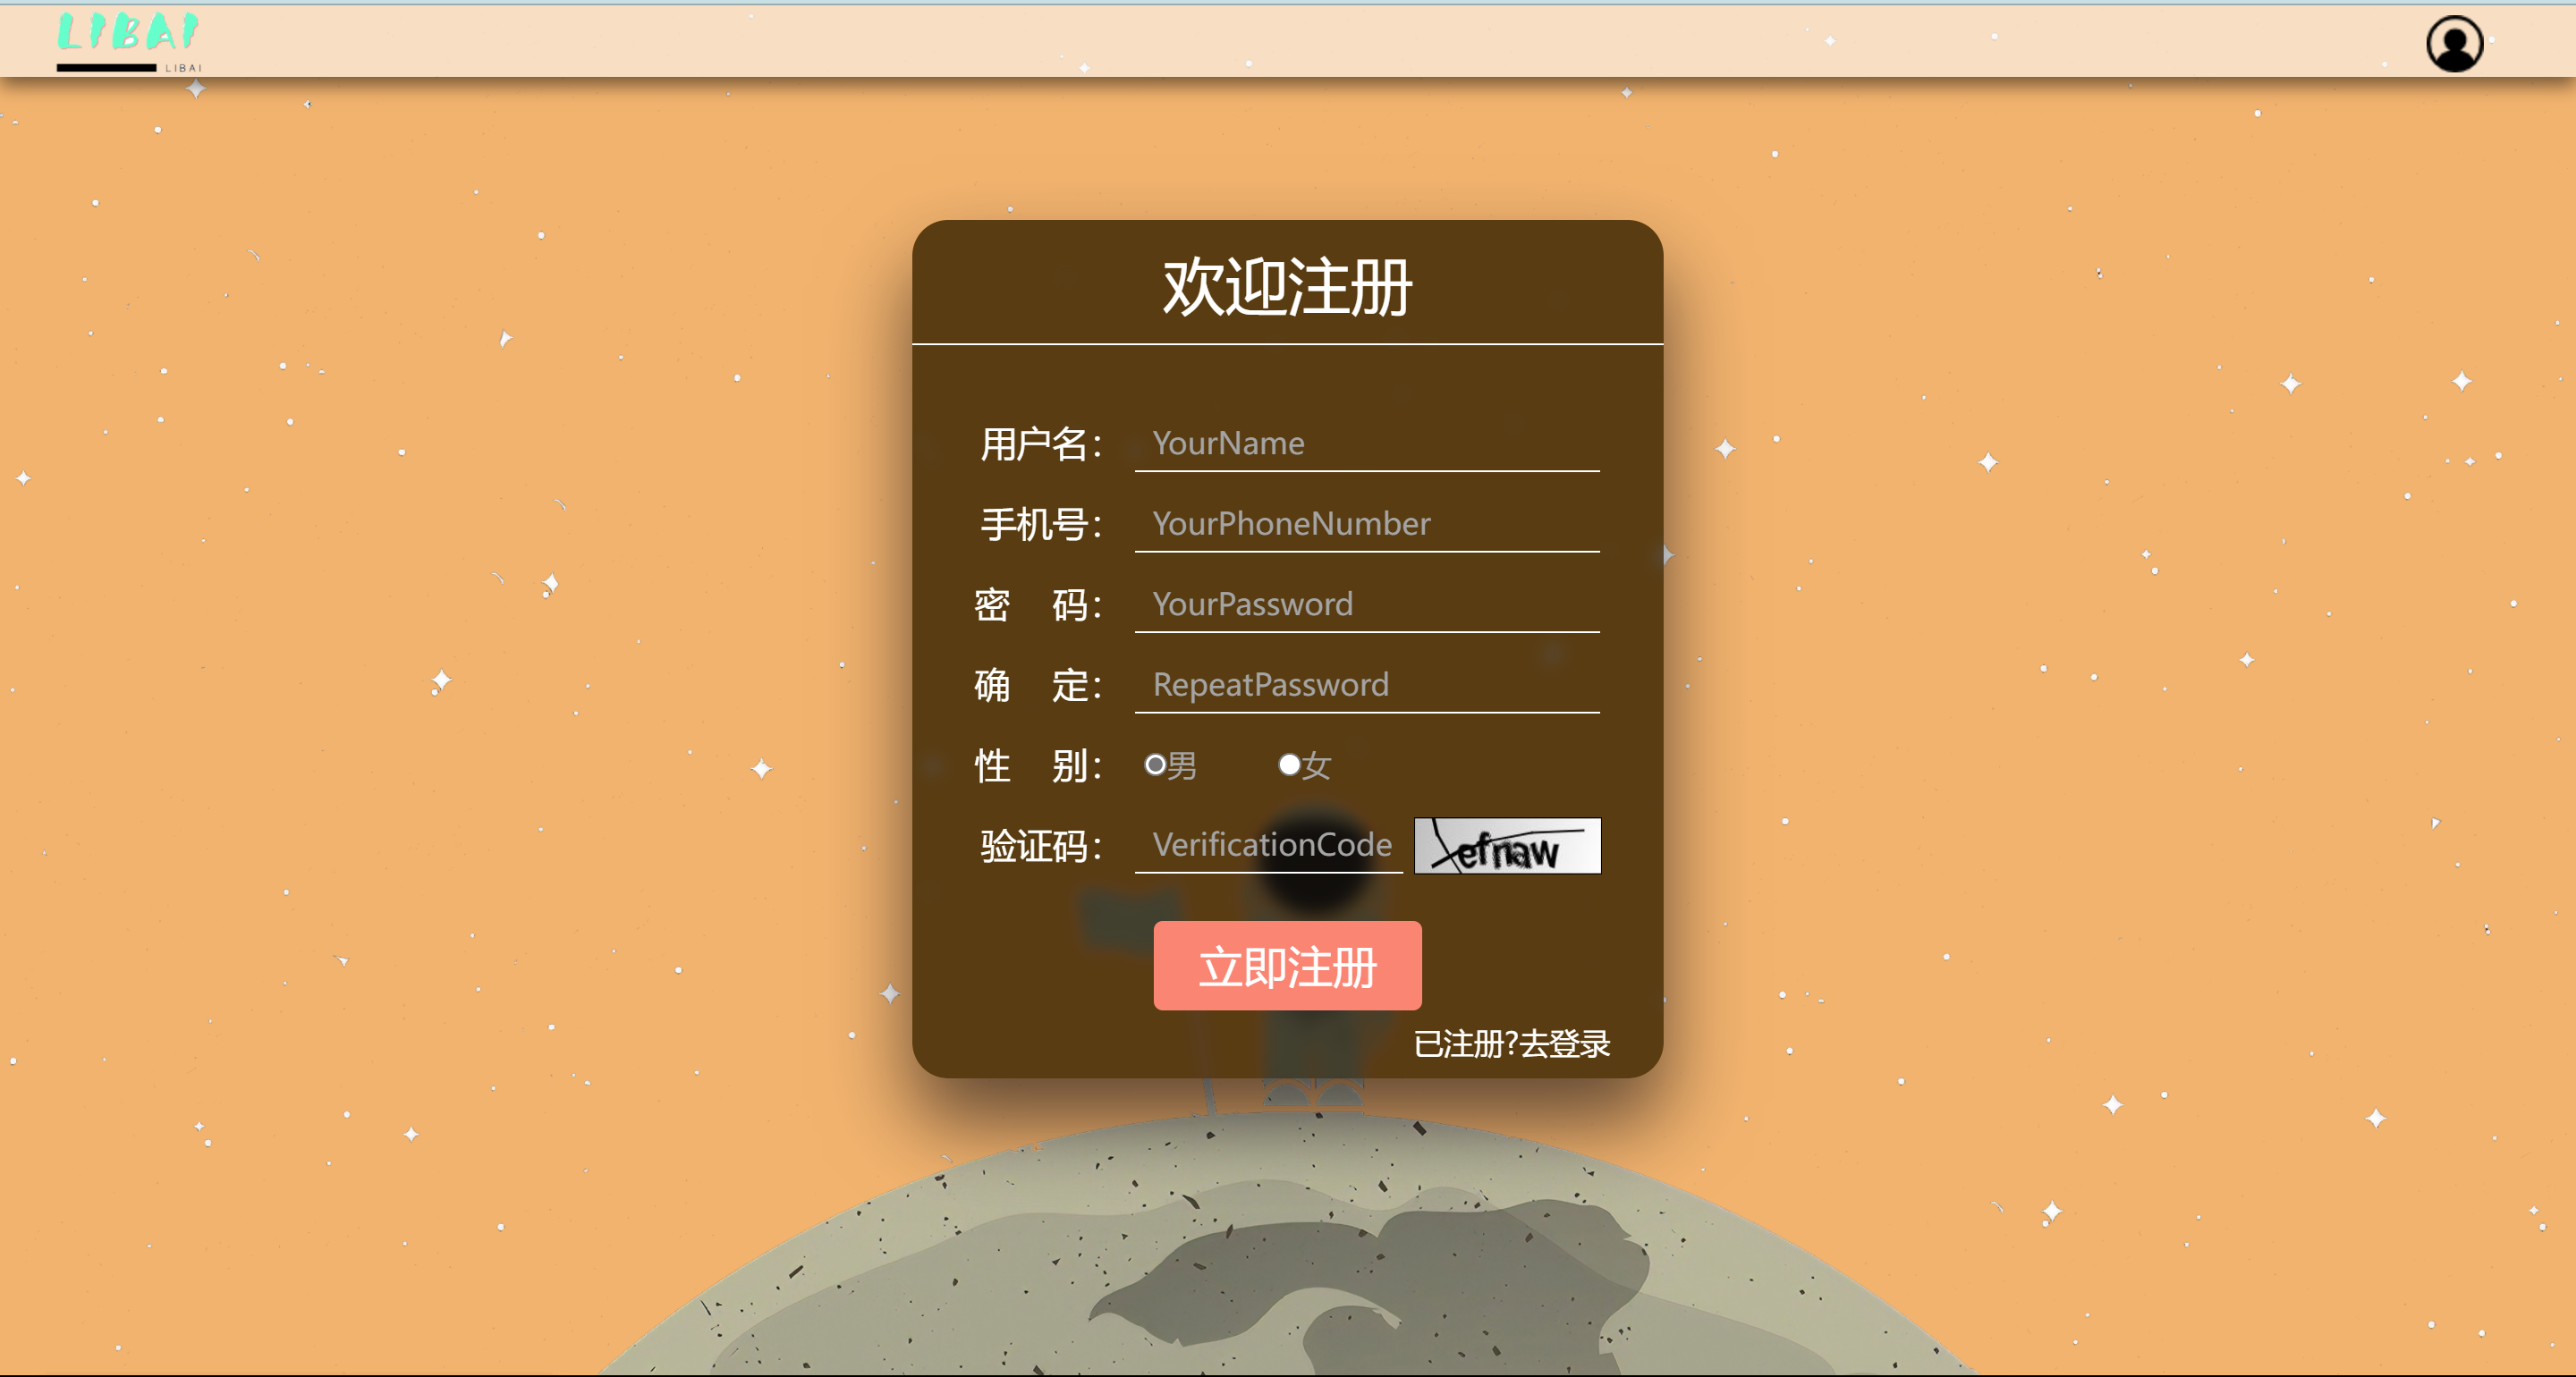 LIBAI
LIBAI
欢迎注册
用户名： YourName
手机号： YourPhoneNumber
密 码： YourPassword
确 定： RepeatPassword
性 别： 男 女
验证码： VerificationCode efnaw
立即注册
已注册?去登录